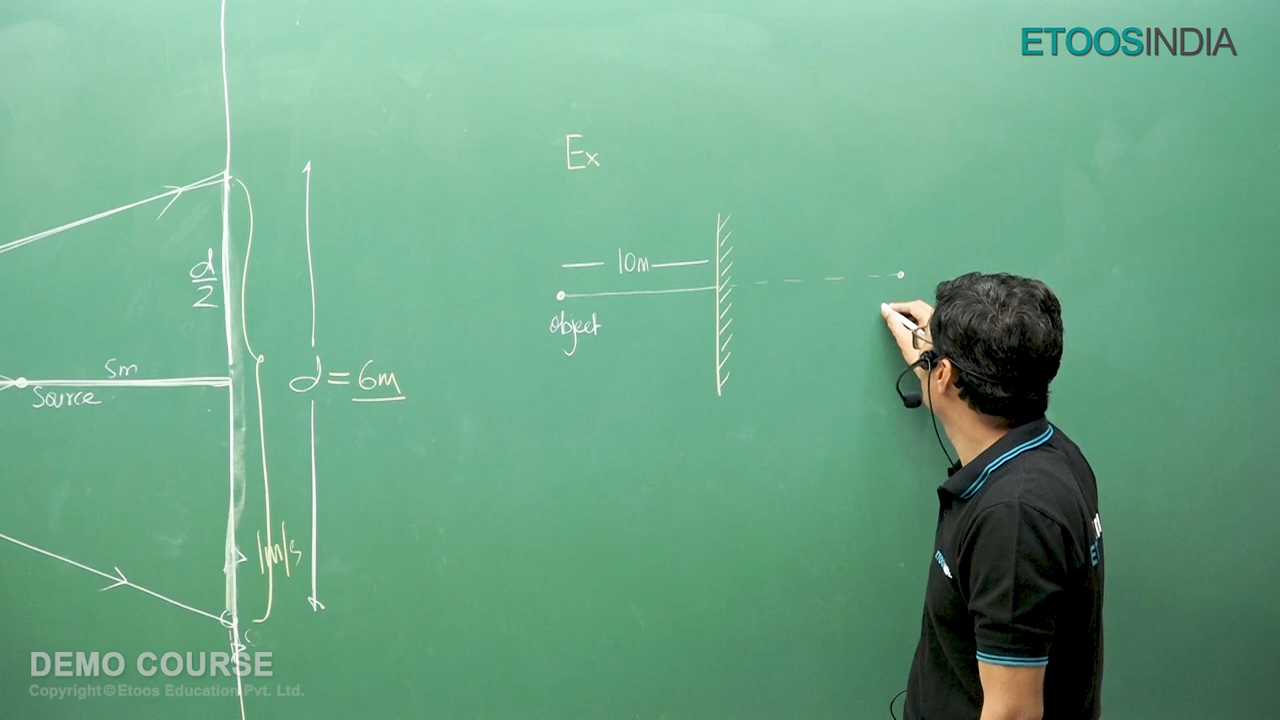 ETOOSINDIA
Ex
10m
object
d/2
5m
Source
d = 6m
1m/s
DEMO COURSE
Copyright © Etoos Education Pvt. Ltd.